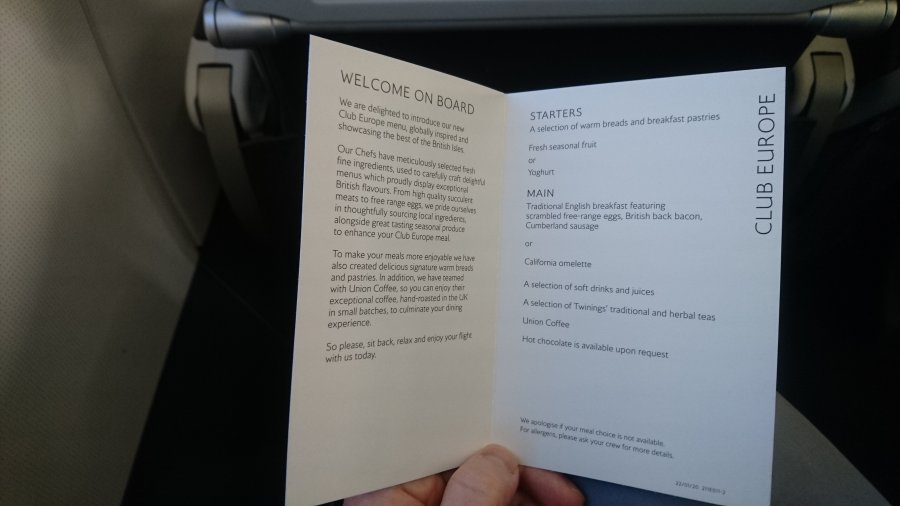 WELCOME ON BOARD
We are delighted to introduce our new
Club Europe menu, globally inspired and
showcasing the best of the British Isles.
Our Chefs have meticulously selected fresh
fine ingredients, used to carefully craft delightful
menus which proudly display exceptional
British flavours. From high quality succulent
meats to free range eggs, we pride ourselves
in thoughtfully sourcing local ingredients,
alongside great tasting seasonal produce
to enhance your Club Europe meal.
To make your meals more enjoyable we have
also created delicious signature warm breads
and pastries. In addition, we have teamed
with Union Coffee, so you can enjoy their
exceptional coffee, hand-roasted in the UK
in small batches, to culminate your dining
experience.
So please, sit back, relax and enjoy your flight
with us today.
STARTERS
A selection of warm breads and breakfast pastries
Fresh seasonal fruit
or
Yoghurt
MAIN
Traditional English breakfast featuring
scrambled free-range eggs, British back bacon,
Cumberland sausage
or
California omelette
A selection of soft drinks and juices
A selection of Twinings' traditional and herbal teas
Union Coffee
Hot chocolate is available upon request
We apologise if your meal choice is not available.
For allergens, please ask your crew for more details.
22/01/20
CLUB EUROPE